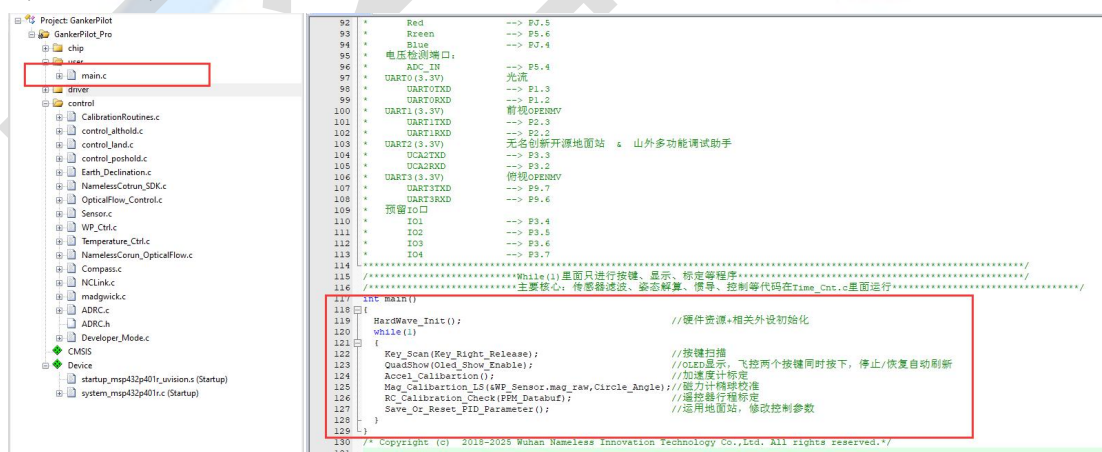 Project: GankerPilot
GankerPilot_Pro
chip
user
main.c
driver
control
CalibrationRoutines.c
control_althold.c
control_land.c
control_poshold.c
Earth_Declination.c
NamelessCotrun_SDK.c
OpticalFlow_Control.c
Sensor.c
WP_Ctrl.c
Temperature_Ctrl.c
NamelessCorun_OpticalFlow.c
Compass.c
NCLink.c
madgwick.c
ADRC.c
ADRC.h
Developer_Mode.c
CMSIS
Device
startup_msp432p401r_uvision.s (Startup)
system_msp432p401r.c (Startup)
92 * Red --> PJ.5
93 * Rreen --> P5.6
94 * Blue --> PJ.4
95 * 电压检测端口：
96 * ADC_IN --> P5.4
97 * UART0(3.3V) 光流
98 * UART0TXD --> P1.3
99 * UART0RXD --> P1.2
100 * UART1(3.3V) 前视OPENMV
101 * UART1TXD --> P2.3
102 * UART1RXD --> P2.2
103 * UART2(3.3V) 无名创新开源地面站 & 山外多功能调试助手
104 * UCA2TXD --> P3.3
105 * UCA2RXD --> P3.2
106 * UART3(3.3V) 俯视OPENMV
107 * UART3TXD --> P9.7
108 * UART3RXD --> P9.6
109 * 预留IO口
110 * IO1 --> P3.4
111 * IO2 --> P3.5
112 * IO3 --> P3.6
113 * IO4 --> P3.7
114
115 While(1)里面只进行按键、显示、标定等程序
116 主要核心：传感器滤波、姿态解算、惯导、控制等代码在Time_Cnt.c里面运行
117 int main()
118 {
119 HardWave_Init(); //硬件资源+相关外设初始化
120 while(1)
121 {
122 Key_Scan(Key_Right_Release); //按键扫描
123 QuadShow(Oled_Show_Enable); //OLED显示，飞控两个按键同时按下，停止/恢复自动刷新
124 Accel_Calibartion(); //加速度计标定
125 Mag_Calibartion_LS(&WP_Sensor.mag_raw,Circle_Angle);//磁力计椭球校准
126 RC_Calibration_Check(PPM_Databuf); //遥控器行程标定
127 Save_Or_Reset_PID_Parameter(); //运用地面站，修改控制参数
128 }
129 }
130 /* Copyright (c) 2018-2025 Wuhan Nameless Innovation Technology Co.,Ltd. All rights reserved.*/